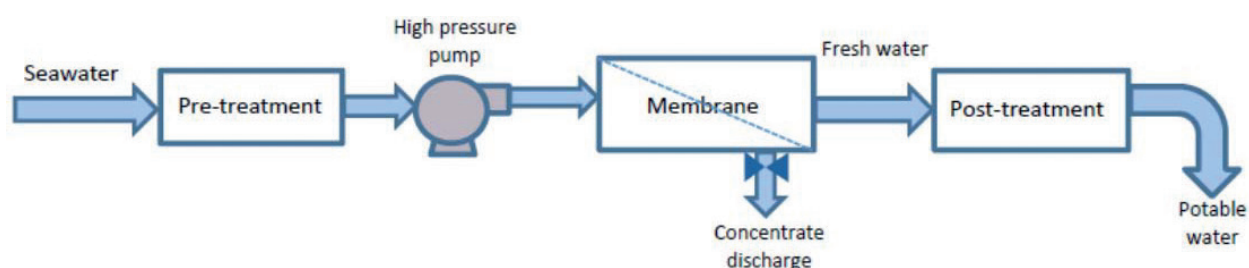 Seawater
Pre-treatment
High pressure
pump
Membrane
Concentrate
discharge
Fresh water
Post-treatment
Potable
water